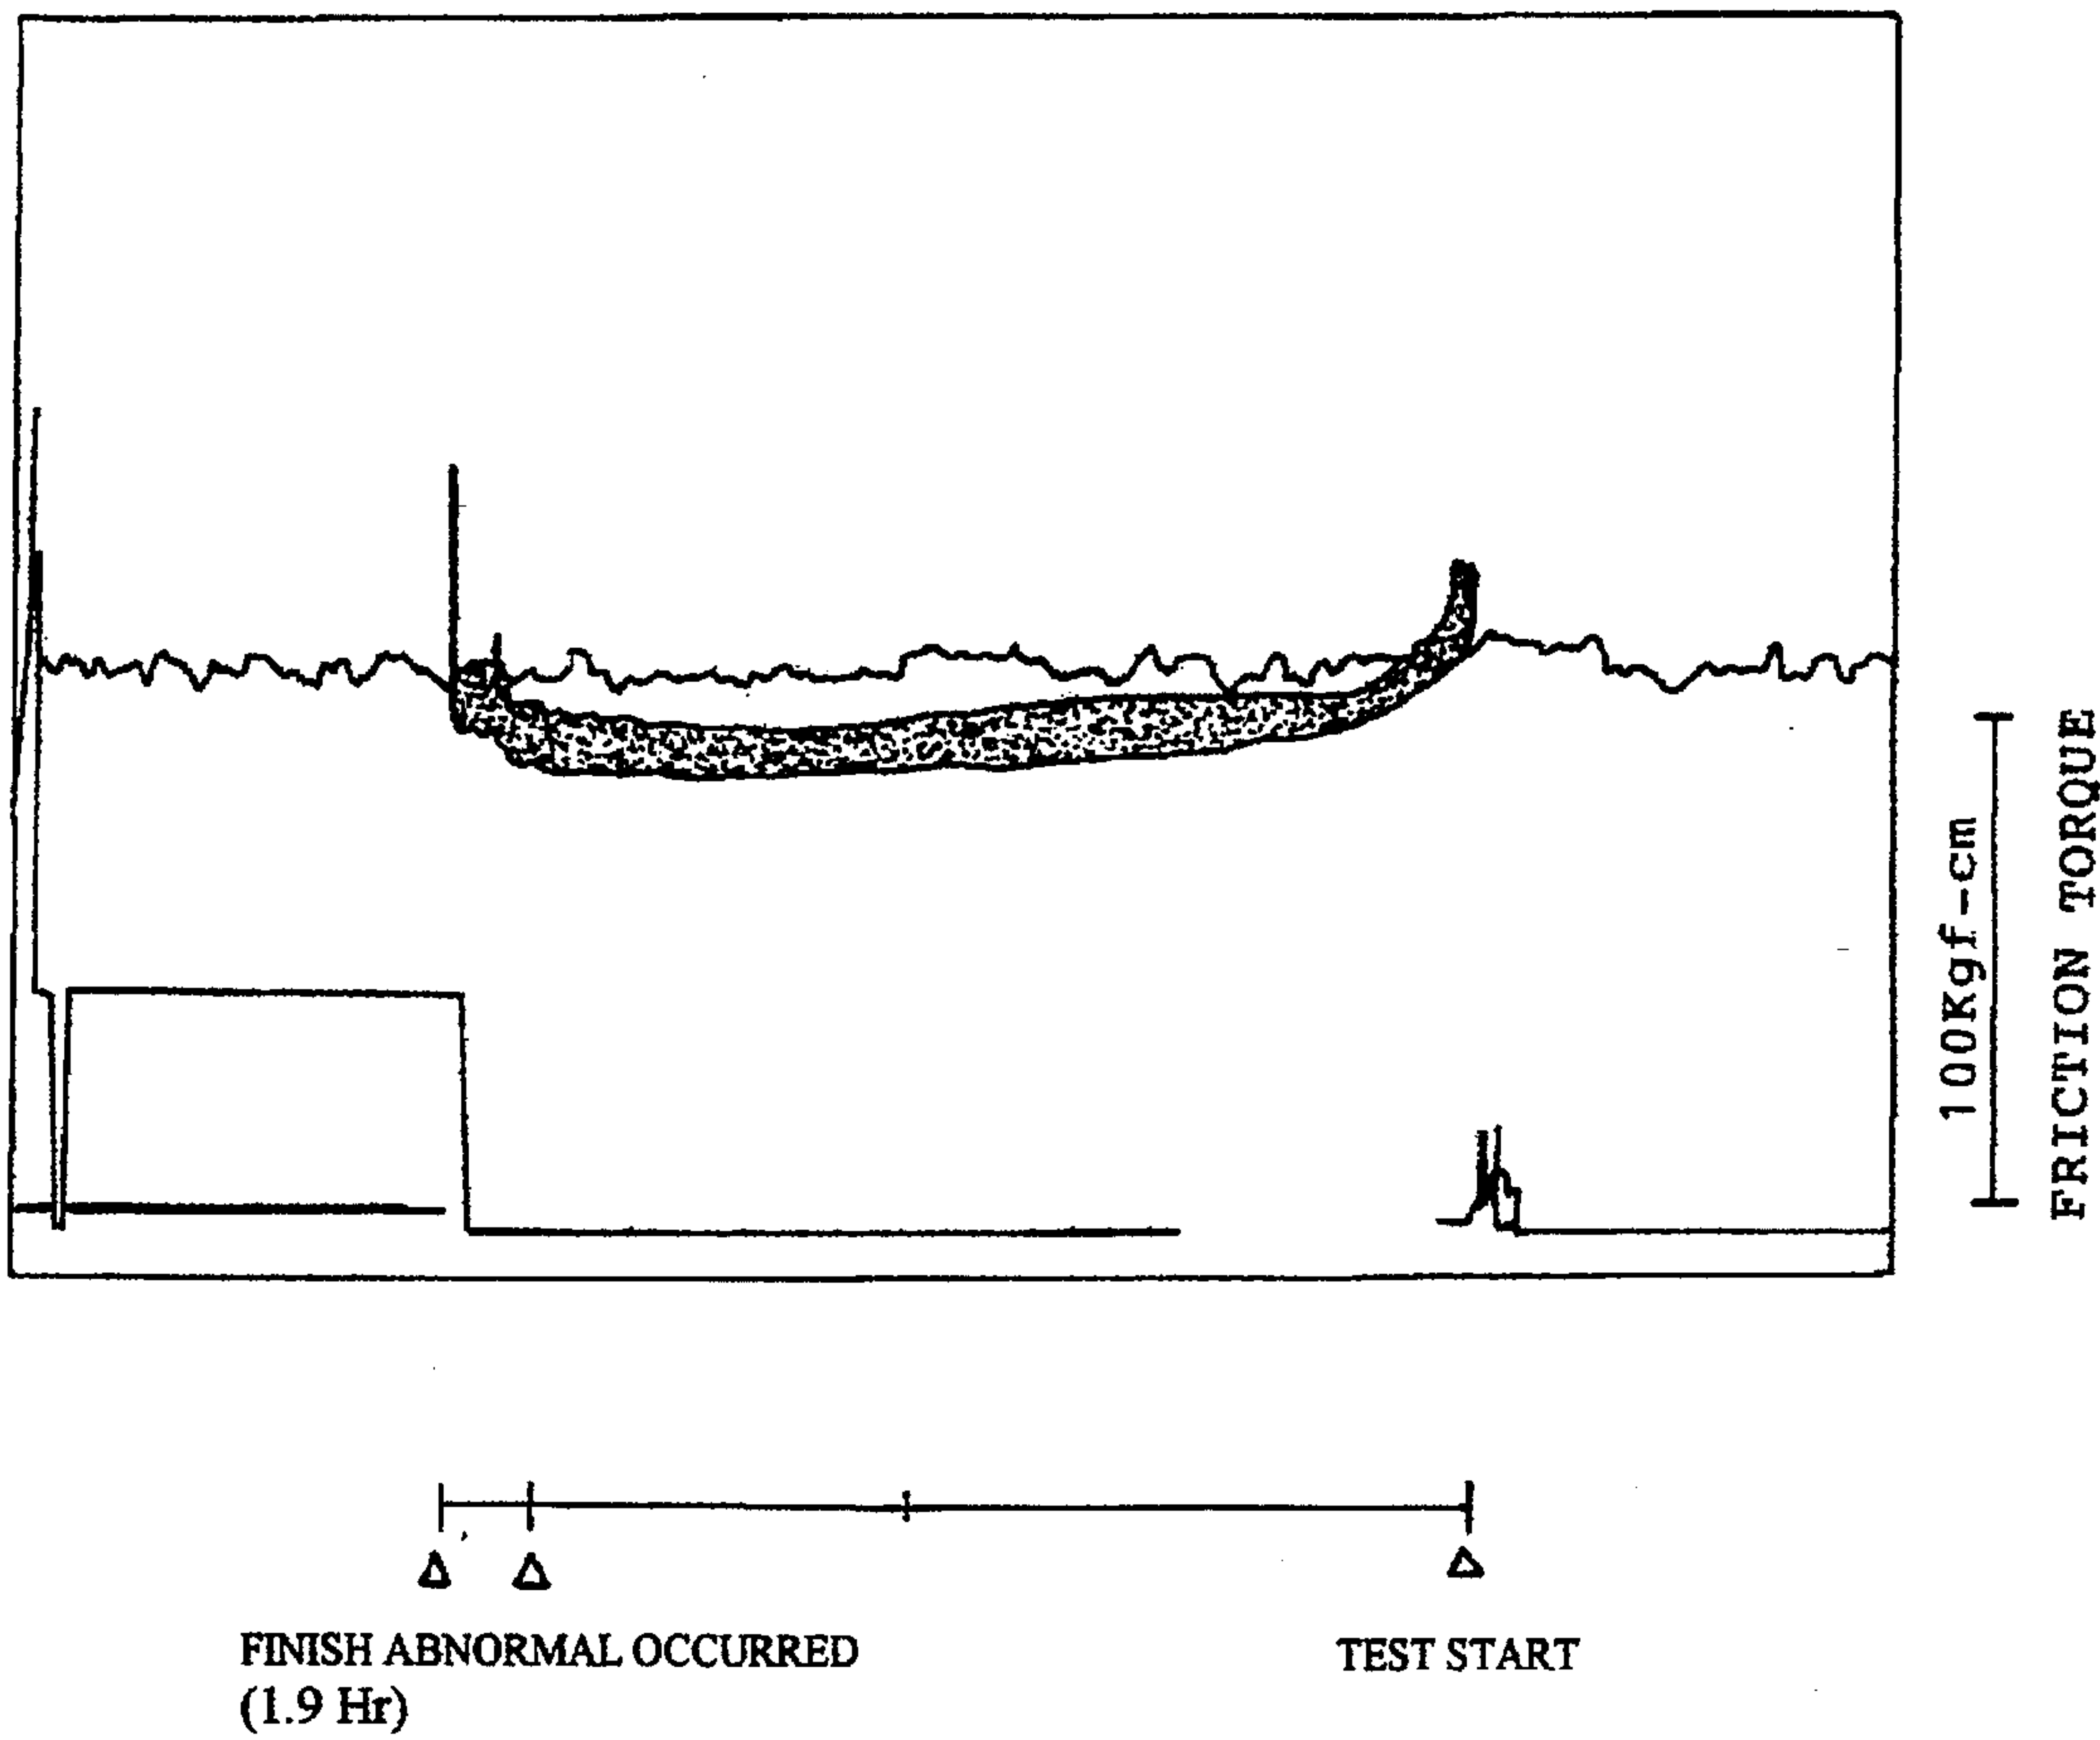 100Kgf-cm
FRICTION TORQUE
FINISH ABNORMAL OCCURRED
(1.9 Hr)
TEST START